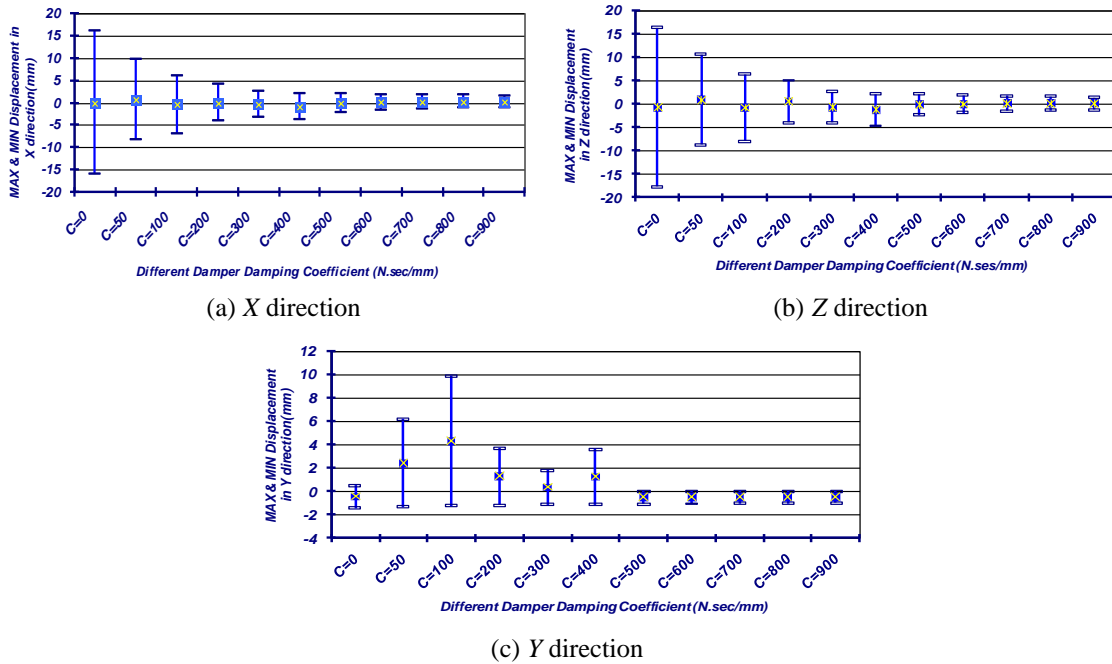 MAX & MIN Displacement in
X direction(mm)
20
15
10
5
0
-5
-10
-15
-20
C=0
C=50
C=100
C=200
C=300
C=400
C=500
C=600
C=700
C=800
C=900
Different Damper Damping Coefficient (N.sec/mm)
(a) X direction
MAX & MIN Displacement
in Z direction(mm)
20
15
10
5
0
-5
-10
-15
-20
C=0
C=50
C=100
C=200
C=300
C=400
C=500
C=600
C=700
C=800
C=900
Different Damper Damping Coefficient (N.ses/mm)
(b) Z direction
MAX & MIN Displacement
in Y direction(mm)
12
10
8
6
4
2
0
-2
-4
C=0
C=50
C=100
C=200
C=300
C=400
C=500
C=600
C=700
C=800
C=900
Different Damper Damping Coefficient (N.sec/mm)
(c) Y direction